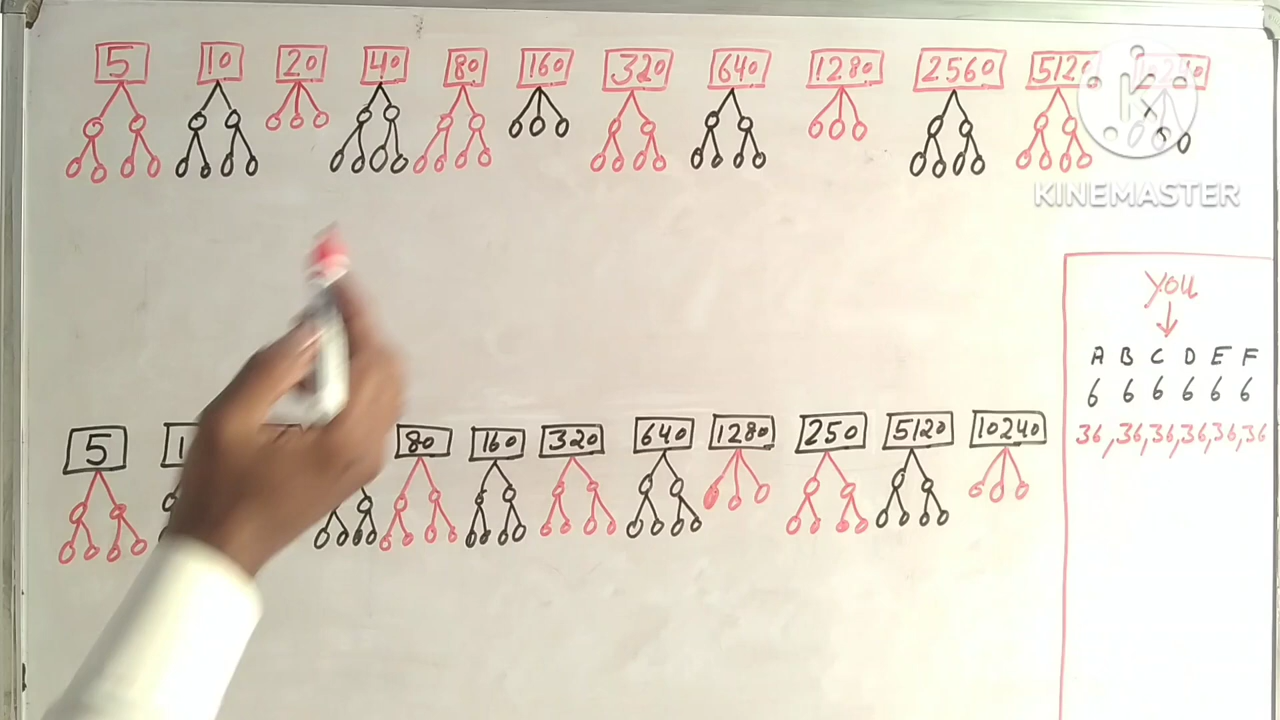 5 10 20 40 80 160 320 640 1280 2560 5120
KINEMASTER
You
A B C D E F
6 6 6 6 6 6
36,36,36,36,36,36
5 80 160 320 640 1280 250 5120 10240